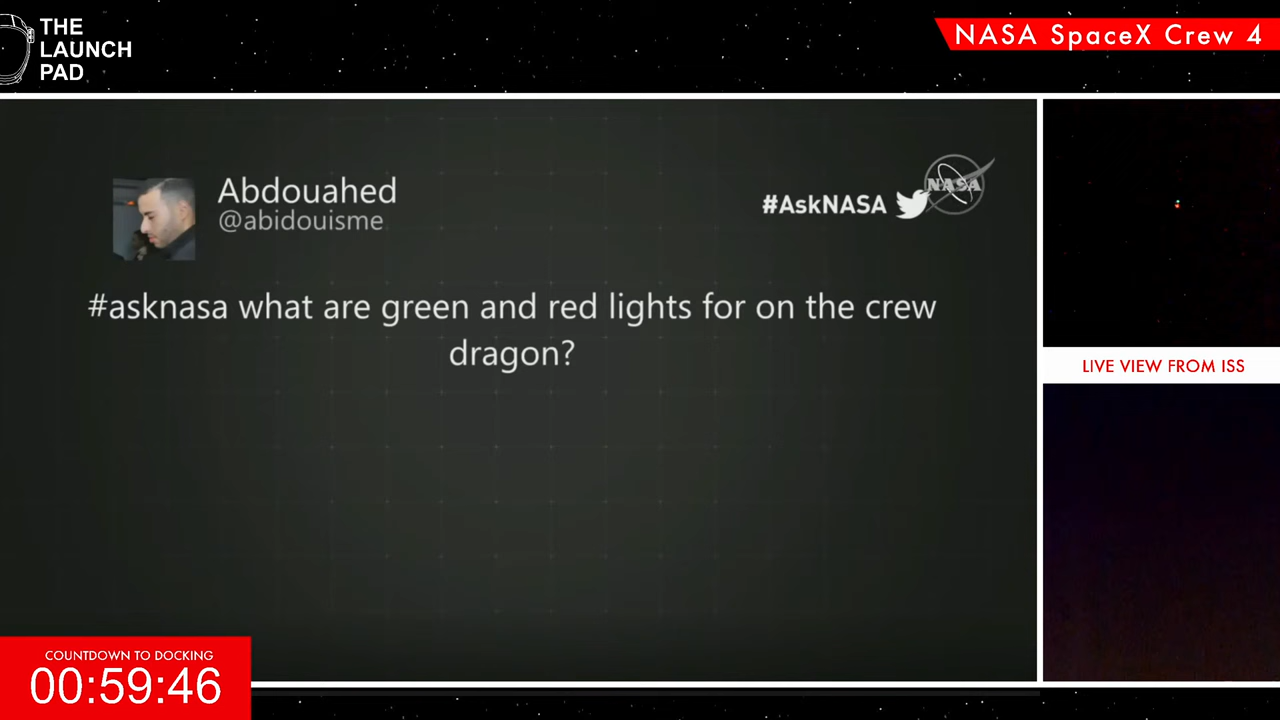 THE
LAUNCH
PAD
NASA SpaceX Crew 4
Abdouahed
@abidouisme
#AskNASA
NASA
#asknasa what are green and red lights for on the crew
dragon?
LIVE VIEW FROM ISS
COUNTDOWN TO DOCKING
00:59:46